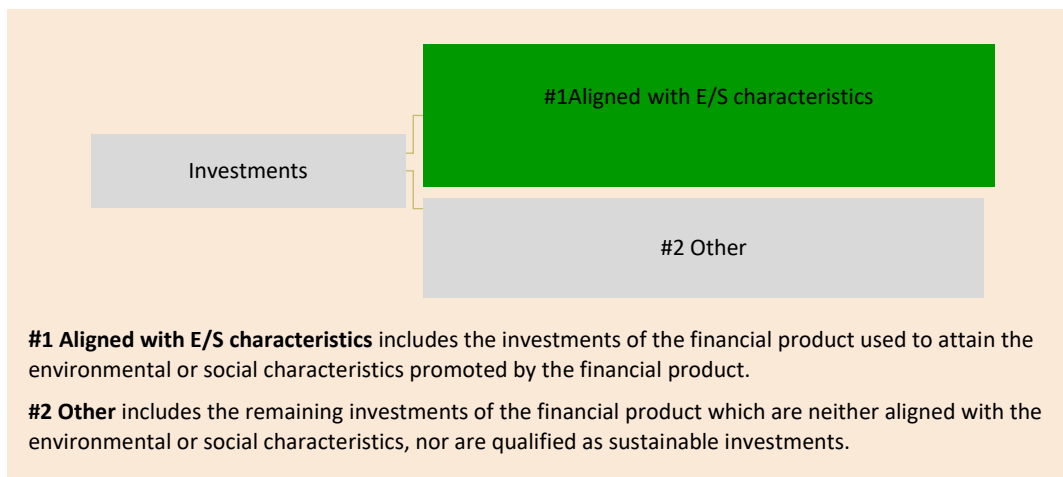 #1Aligned with E/S characteristics
Investments
#2 Other
#1 Aligned with E/S characteristics includes the investments of the financial product used to attain the
environmental or social characteristics promoted by the financial product.
#2 Other includes the remaining investments of the financial product which are neither aligned with the
environmental or social characteristics, nor are qualified as sustainable investments.